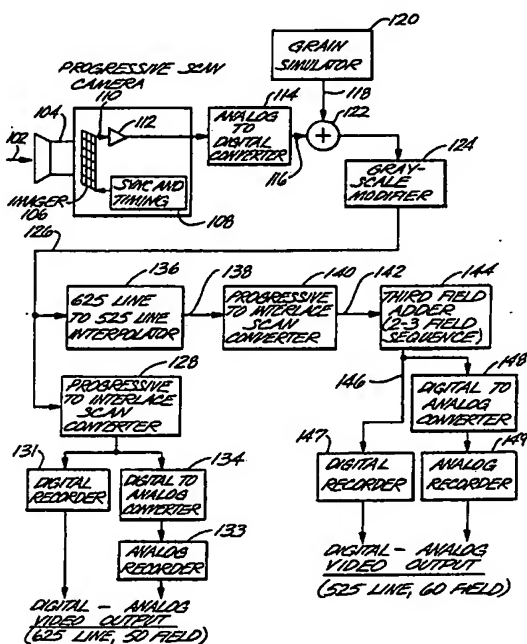 120
GRAIN
SIMULATOR
PROGRESSIVE SCAN
CAMERA
110
114
118
104
112
ANALOG
TO
DIGITAL
CONVERTER
122
102
+
116
124
IMAGER
106
SYNC AND
TIMING
108
GRAY-
SCALE
MODIFIER
126
136
138
140
142
144
625 LINE
TO 525 LINE
INTERPOLATOR
PROGRESSIVE
TO INTERLACE
SCAN
CONVERTER
THIRD FIELD
ADDER
(2-3 FIELD
SEQUENCE)
128
PROGRESSIVE
TO INTERLACE
SCAN
CONVERTER
146
148
DIGITAL TO
ANALOG
CONVERTER
131
134
147
149
DIGITAL
RECORDER
DIGITAL TO
ANALOG
CONVERTER
DIGITAL
RECORDER
ANALOG
RECORDER
133
ANALOG
RECORDER
DIGITAL - ANALOG
VIDEO OUTPUT
(525 LINE, 60 FIELD)
DIGITAL - ANALOG
VIDEO OUTPUT
(625 LINE, 50 FIELD)